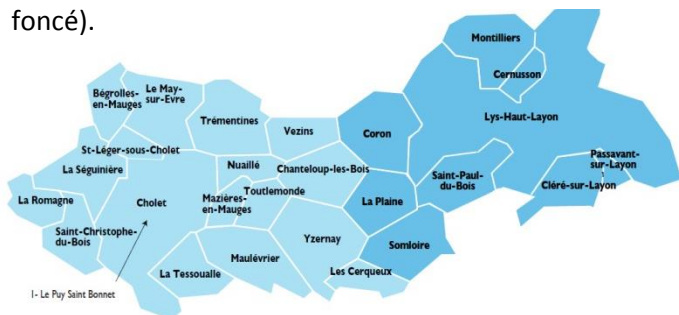 foncé).
Montilliers
Cernusson
Bégrolles-
en-Mauges
Le May-
sur-Evre
Trémentines
Vezins
Coron
Lys-Haut-Layon
St-Léger-sous-Cholet
La Séguinière
Nuaillé
Chanteloup-les-Bois
Passavant-
sur-Layon
Saint-Paul-
du-Bois
Cléré-sur-Layon
La Romagne
Cholet
Mazières-
en-Mauges
Toutlemonde
La Plaine
Saint-Christophe-
du-Bois
Yzernay
Somloire
La Tessoualle
Maulévrier
Les Cerqueux
1- Le Puy Saint Bonnet